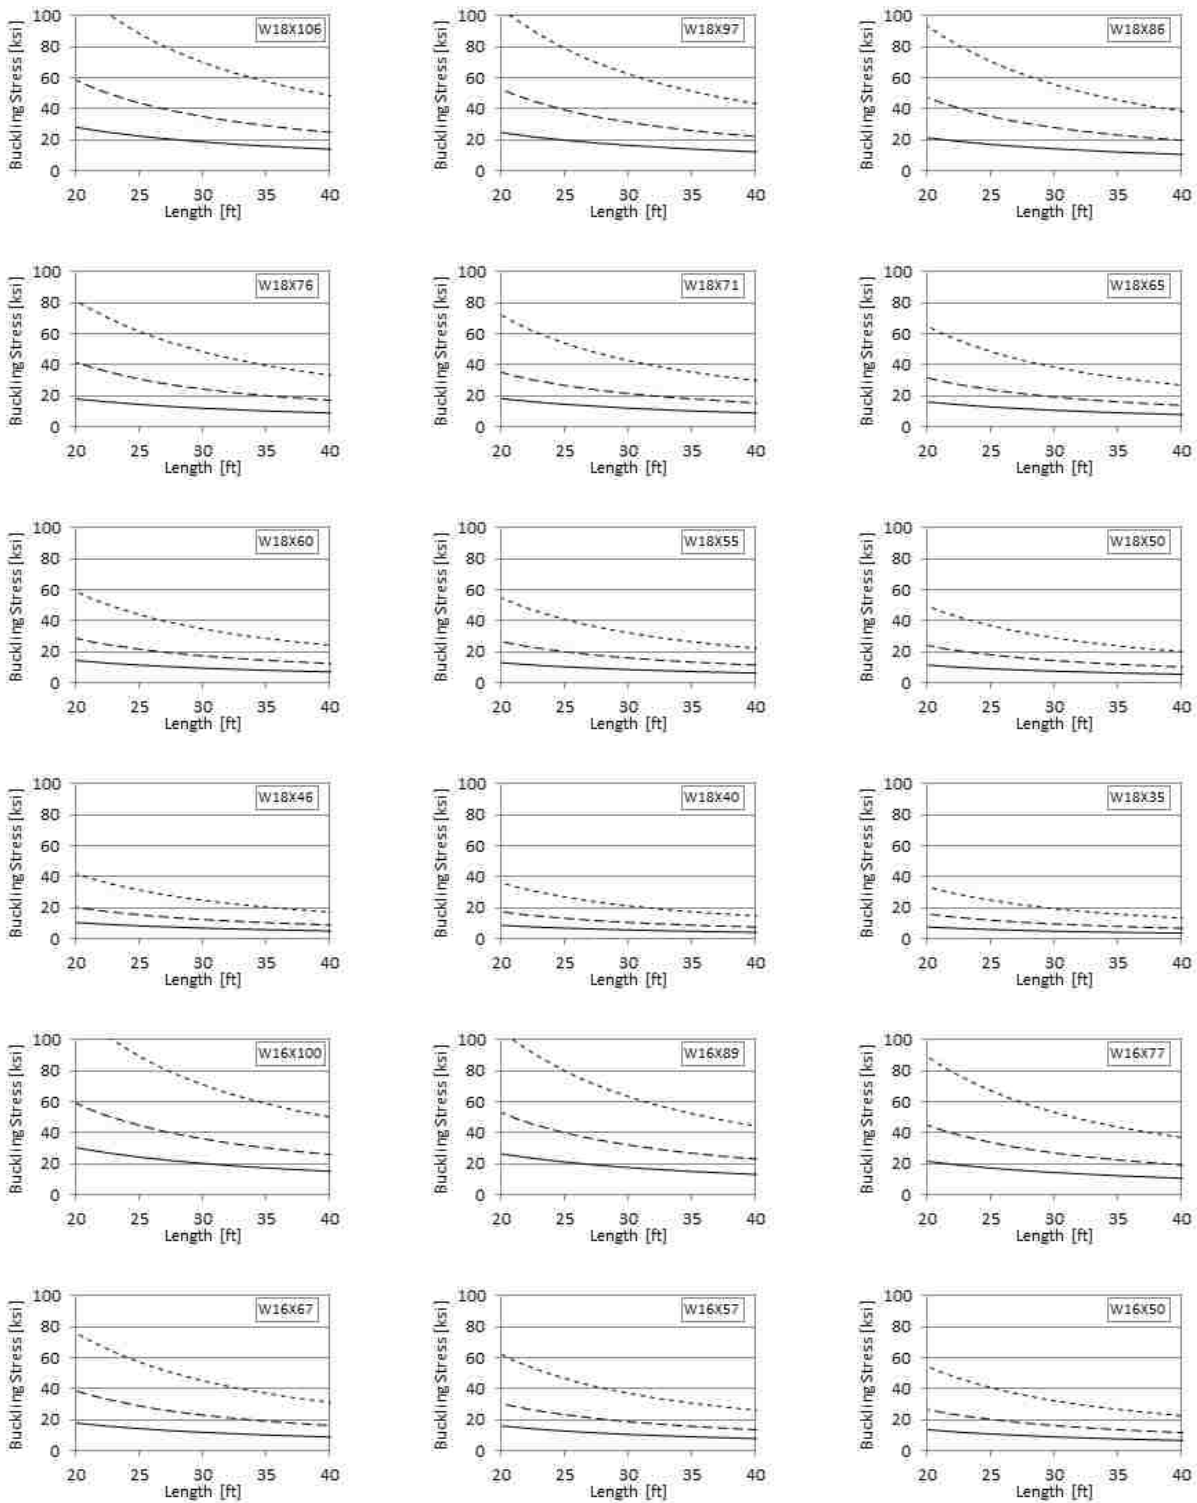 100 80 60 40 20 0
Buckling Stress [ksi]
W18X106
20 25 30 35 40
Length [ft]
100 80 60 40 20 0
Buckling Stress [ksi]
W18X97
20 25 30 35 40
Length [ft]
100 80 60 40 20 0
Buckling Stress [ksi]
W18X86
20 25 30 35 40
Length [ft]
100 80 60 40 20 0
Buckling Stress [ksi]
W18X76
20 25 30 35 40
Length [ft]
100 80 60 40 20 0
Buckling Stress [ksi]
W18X71
20 25 30 35 40
Length [ft]
100 80 60 40 20 0
Buckling Stress [ksi]
W18X65
20 25 30 35 40
Length [ft]
100 80 60 40 20 0
Buckling Stress [ksi]
W18X60
20 25 30 35 40
Length [ft]
100 80 60 40 20 0
Buckling Stress [ksi]
W18X55
20 25 30 35 40
Length [ft]
100 80 60 40 20 0
Buckling Stress [ksi]
W18X50
20 25 30 35 40
Length [ft]
100 80 60 40 20 0
Buckling Stress [ksi]
W18X46
20 25 30 35 40
Length [ft]
100 80 60 40 20 0
Buckling Stress [ksi]
W18X40
20 25 30 35 40
Length [ft]
100 80 60 40 20 0
Buckling Stress [ksi]
W18X35
20 25 30 35 40
Length [ft]
100 80 60 40 20 0
Buckling Stress [ksi]
W16X100
20 25 30 35 40
Length [ft]
100 80 60 40 20 0
Buckling Stress [ksi]
W16X89
20 25 30 35 40
Length [ft]
100 80 60 40 20 0
Buckling Stress [ksi]
W16X77
20 25 30 35 40
Length [ft]
100 80 60 40 20 0
Buckling Stress [ksi]
W16X67
20 25 30 35 40
Length [ft]
100 80 60 40 20 0
Buckling Stress [ksi]
W16X57
20 25 30 35 40
Length [ft]
100 80 60 40 20 0
Buckling Stress [ksi]
W16X50
20 25 30 35 40
Length [ft]